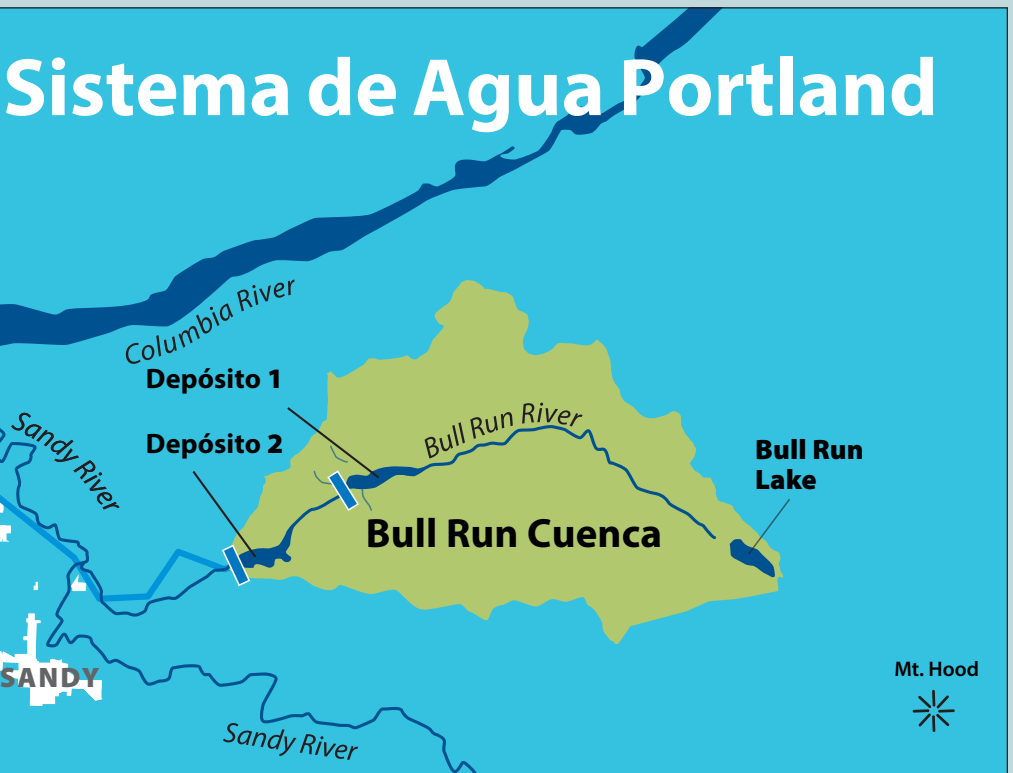 Sistema de Agua Portland
Columbia River
Depósito 1
Sandy River
Depósito 2
Bull Run River
Bull Run
Lake
Bull Run Cuenca
SANDY
Mt. Hood
Sandy River